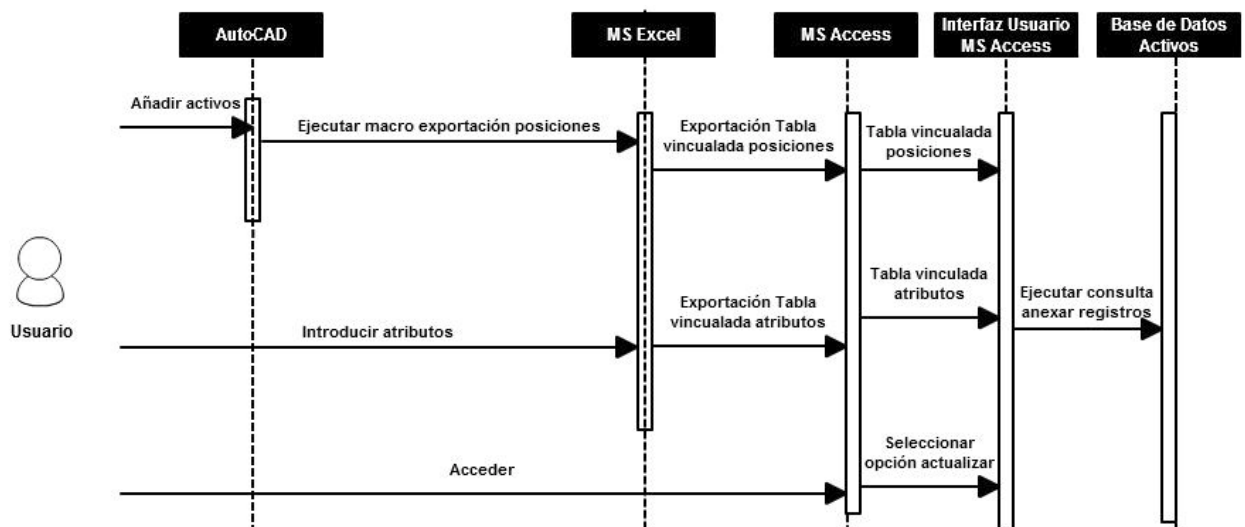 AutoCAD
MS Excel
MS Access
Interfaz Usuario
MS Access
Base de Datos
Activos
Añadir activos
Ejecutar macro exportación posiciones
Exportación Tabla
vincualada posiciones
Tabla vincualada
posiciones
Usuario
Introducir atributos
Exportación Tabla
vincualada atributos
Tabla vinculada
atributos
Ejecutar consulta
anexar registros
Acceder
Seleccionar
opción actualizar